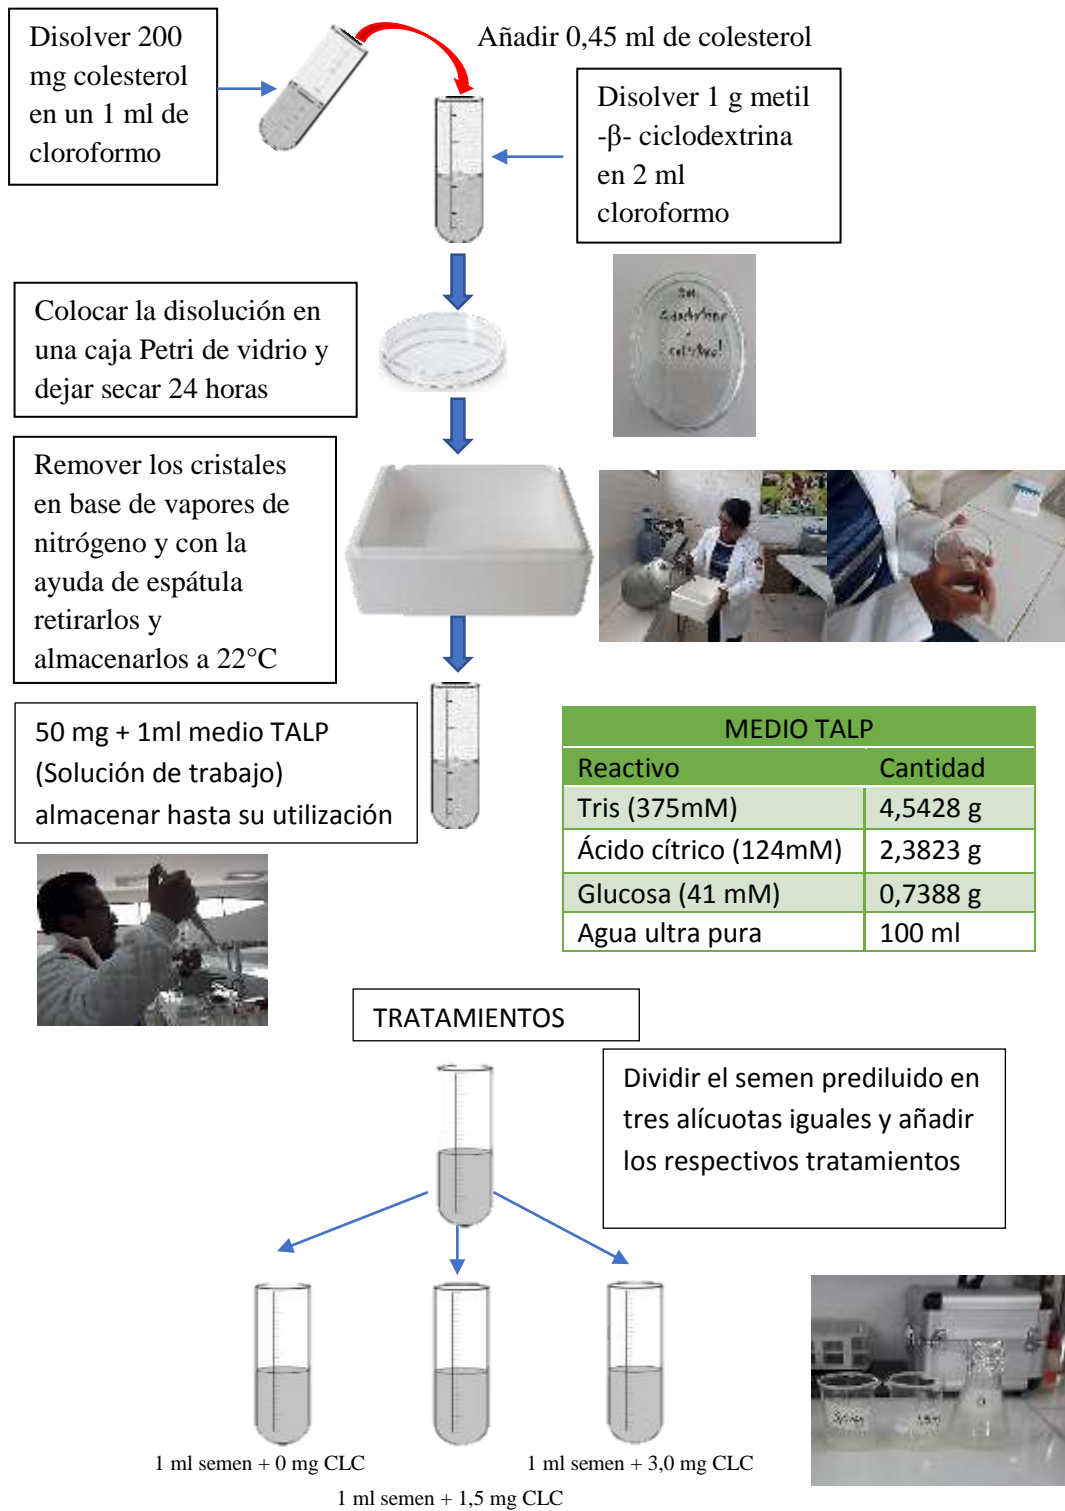 Disolver 200
mg colesterol
en un 1 ml de
cloroformo
Añadir 0,45 ml de colesterol
Disolver 1 g metil
-β- ciclodextrina
en 2 ml
cloroformo
Colocar la disolución en
una caja Petri de vidrio y
dejar secar 24 horas
Remover los cristales
en base de vapores de
nitrógeno y con la
ayuda de espátula
retirarlos y
almacenarlos a 22°C
50 mg + 1ml medio TALP
(Solución de trabajo)
almacenar hasta su utilización
MEDIO TALP
Reactivo Cantidad
Tris (375mM) 4,5428 g
Ácido cítrico (124mM) 2,3823 g
Glucosa (41 mM) 0,7388 g
Agua ultra pura 100 ml
TRATAMIENTOS
Dividir el semen prediluido en
tres alícuotas iguales y añadir
los respectivos tratamientos
1 ml semen + 0 mg CLC
1 ml semen + 3,0 mg CLC
1 ml semen + 1,5 mg CLC